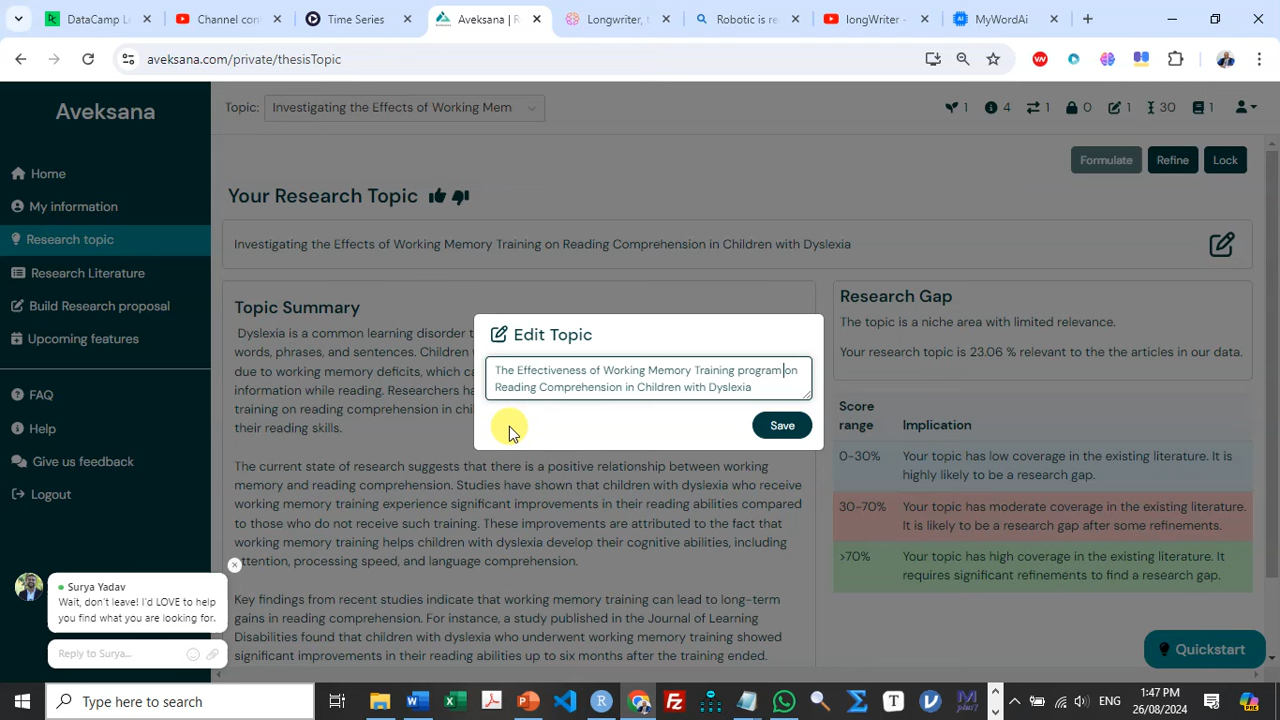 DataCamp Le
Channel con
Time Series
Aveksana | R
Longwriter, t
Robotic is re
longWriter -
MyWordAi
aveksana.com/private/thesisTopic
Aveksana
Topic:
Investigating the Effects of Working Mem
1
4
1
0
1
30
1
Home
My information
Research topic
Research Literature
Build Research proposal
Upcoming features
FAQ
Help
Give us feedback
Logout
Formulate
Refine
Lock
Your Research Topic
Investigating the Effects of Working Memory Training on Reading Comprehension in Children with Dyslexia
Topic Summary
Dyslexia is a common learning disorder t
words, phrases, and sentences. Children
working memory deficits, which c
information while reading. Researchers ha
training on reading comprehension in chi
their reading skills.
The current state of research suggests that there is a positive relationship between working
memory and reading comprehension. Studies have shown that children with dyslexia who receive
working memory training experience significant improvements in their reading abilities compared
to those who do not receive such training. These improvements are attributed to the fact that
working memory training helps children with dyslexia develop their cognitive abilities, including
attention, processing speed, and language comprehension.
Key findings from recent studies indicate that working memory training can lead to long-term
gains in reading comprehension. For instance, a study published in the Journal of Learning
Disabilities found that children with dyslexia who underwent working memory training showed
significant improvements in their reading abilities up to six months after the training ended.
Edit Topic
The Effectiveness of Working Memory Training program on
Reading Comprehension in Children with Dyslexia
Save
Research Gap
The topic is a niche area with limited relevance.
Your research topic is 23.06 % relevant to the the articles in our data.
Score
range
Implication
0-30%
Your topic has low coverage in the existing literature. It is
highly likely to be a research gap.
30-70%
Your topic has moderate coverage in the existing literature.
It is likely to be a research gap after some refinements.
>70%
Your topic has high coverage in the existing literature. It
requires significant refinements to find a research gap.
Surya Yadav
Wait, don't leave! I'd LOVE to help
you find what you are looking for.
Reply to Surya...
Quickstart
Type here to search
ENG
1:47 PM
26/08/2024